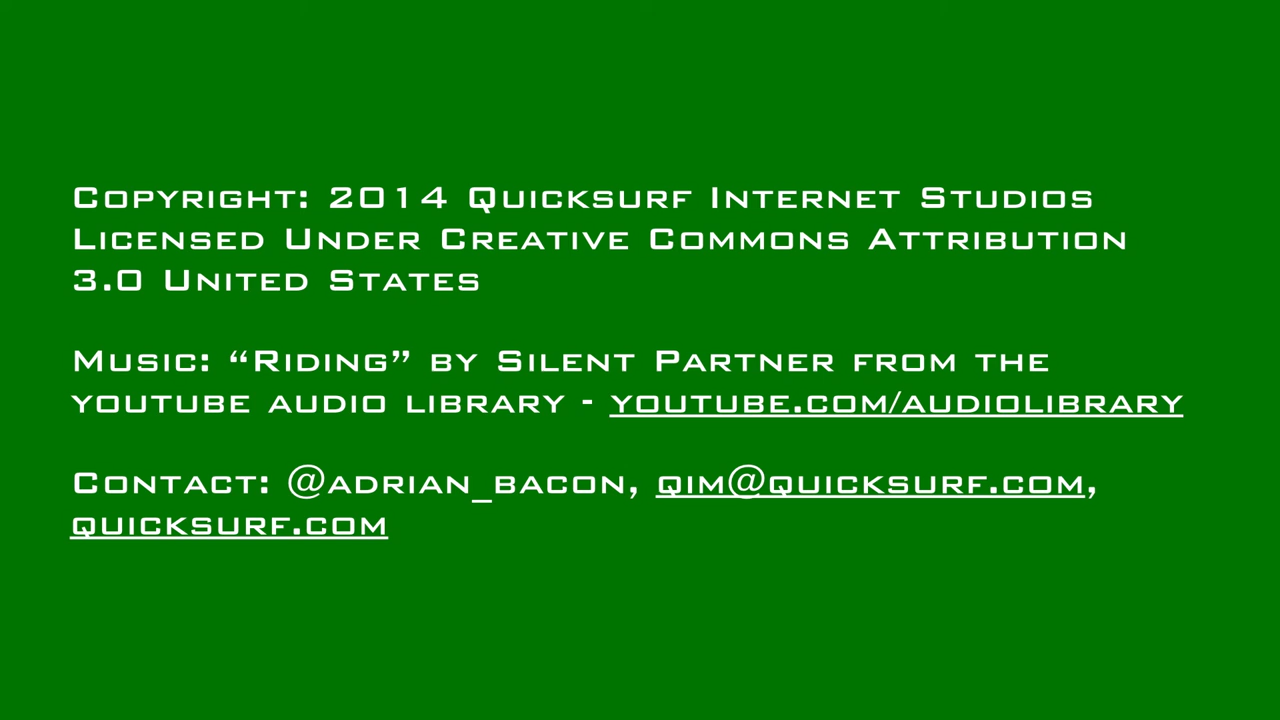 Copyright: 2014 Quicksurf Internet Studios
Licensed Under Creative Commons Attribution
3.0 United States
Music: “Riding” by Silent Partner from the
youtube audio library - youtube.com/audiolibrary
Contact: @adrian_bacon, qim@quicksurf.com,
quicksurf.com